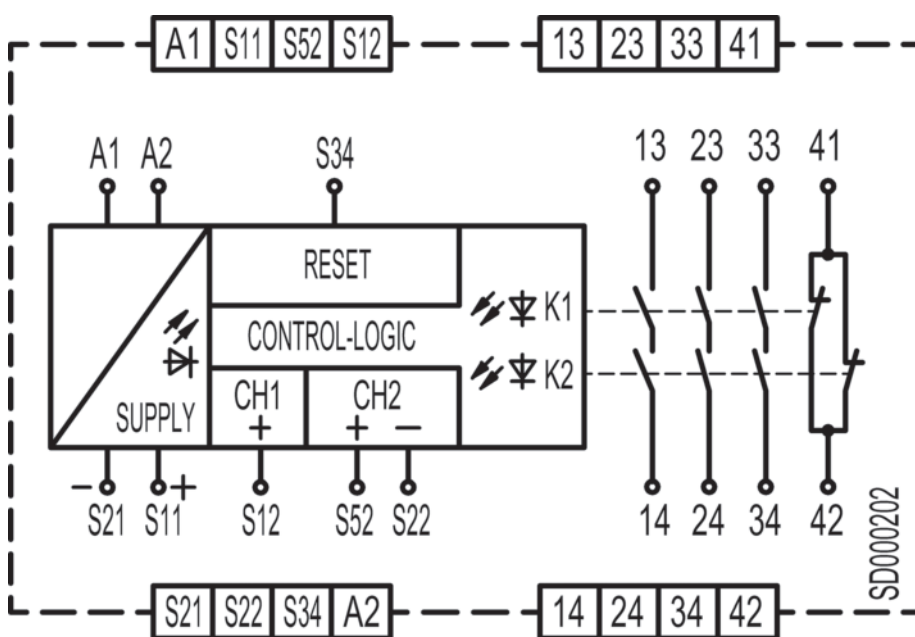 A1 S11 S52 S12 13 23 33 41
A1 A2 S34 13 23 33 41
RESET
K1
CONTROL-LOGIC
K2
CH1 CH2
SUPPLY + + -
- + 
S21 S11 S12 S52 S22 14 24 34 42
SD000202
S21 S22 S34 A2 14 24 34 42